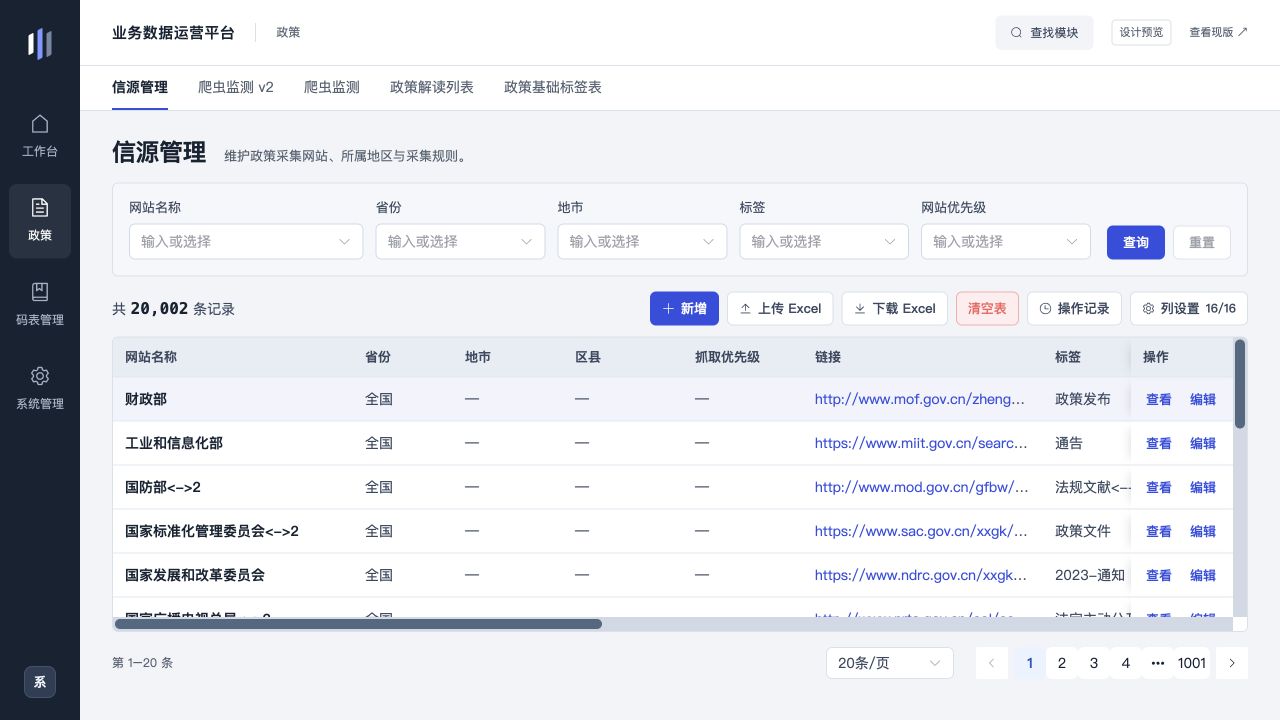 业务数据运营平台 政策 查找模块 设计预览 查看现版 ↗
信源管理 爬虫监测 v2 爬虫监测 政策解读列表 政策基础标签表
工作台
政策
码表管理
系统管理
系
信源管理 维护政策采集网站、所属地区与采集规则。
网站名称 省份 地市 标签 网站优先级
输入或选择 输入或选择 输入或选择 输入或选择 输入或选择 查询 重置
共 20,002 条记录 新增 上传 Excel 下载 Excel 清空表 操作记录 列设置 16/16
网站名称 省份 地市 区县 抓取优先级 链接 标签 操作
财政部 全国 — — — http://www.mof.gov.cn/zheng... 政策发布 查看 编辑
工业和信息化部 全国 — — — https://www.miit.gov.cn/searc... 通告 查看 编辑
国防部<->2 全国 — — — http://www.mod.gov.cn/gfbw/... 法规文献<-- 查看 编辑
国家标准化管理委员会<->2 全国 — — — https://www.sac.gov.cn/xxgk/... 政策文件 查看 编辑
国家发展和改革委员会 全国 — — — https://www.ndrc.gov.cn/xxgk... 2023-通知 查看 编辑
第 1–20 条 20条/页 1 2 3 4 ••• 1001